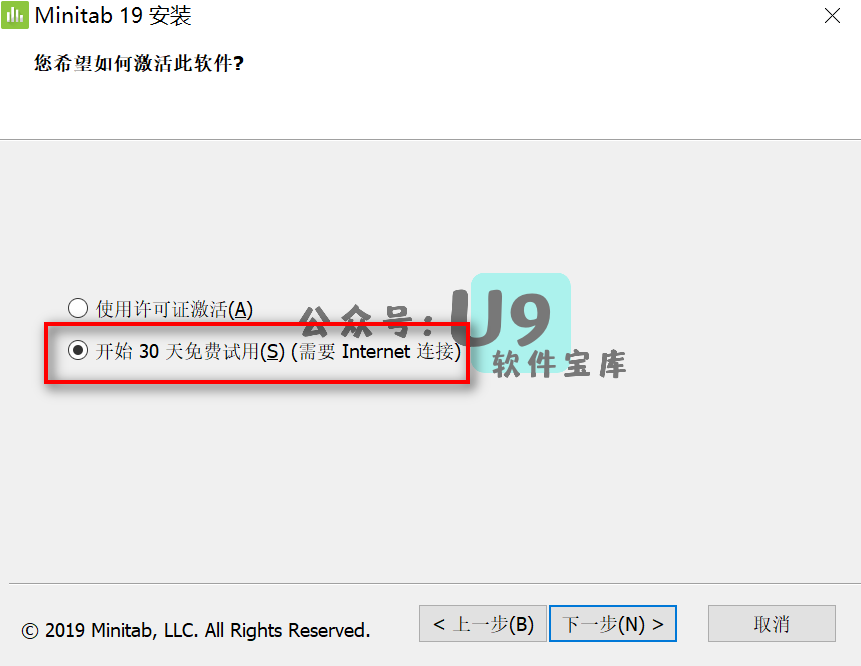 Minitab 19 安装
您希望如何激活此软件?
使用许可证激活(A)
公众号：U9
开始 30 天免费试用(S) (需要 Internet 连接)
软件宝库
© 2019 Minitab, LLC. All Rights Reserved.
< 上一步(B)
下一步(N) >
取消